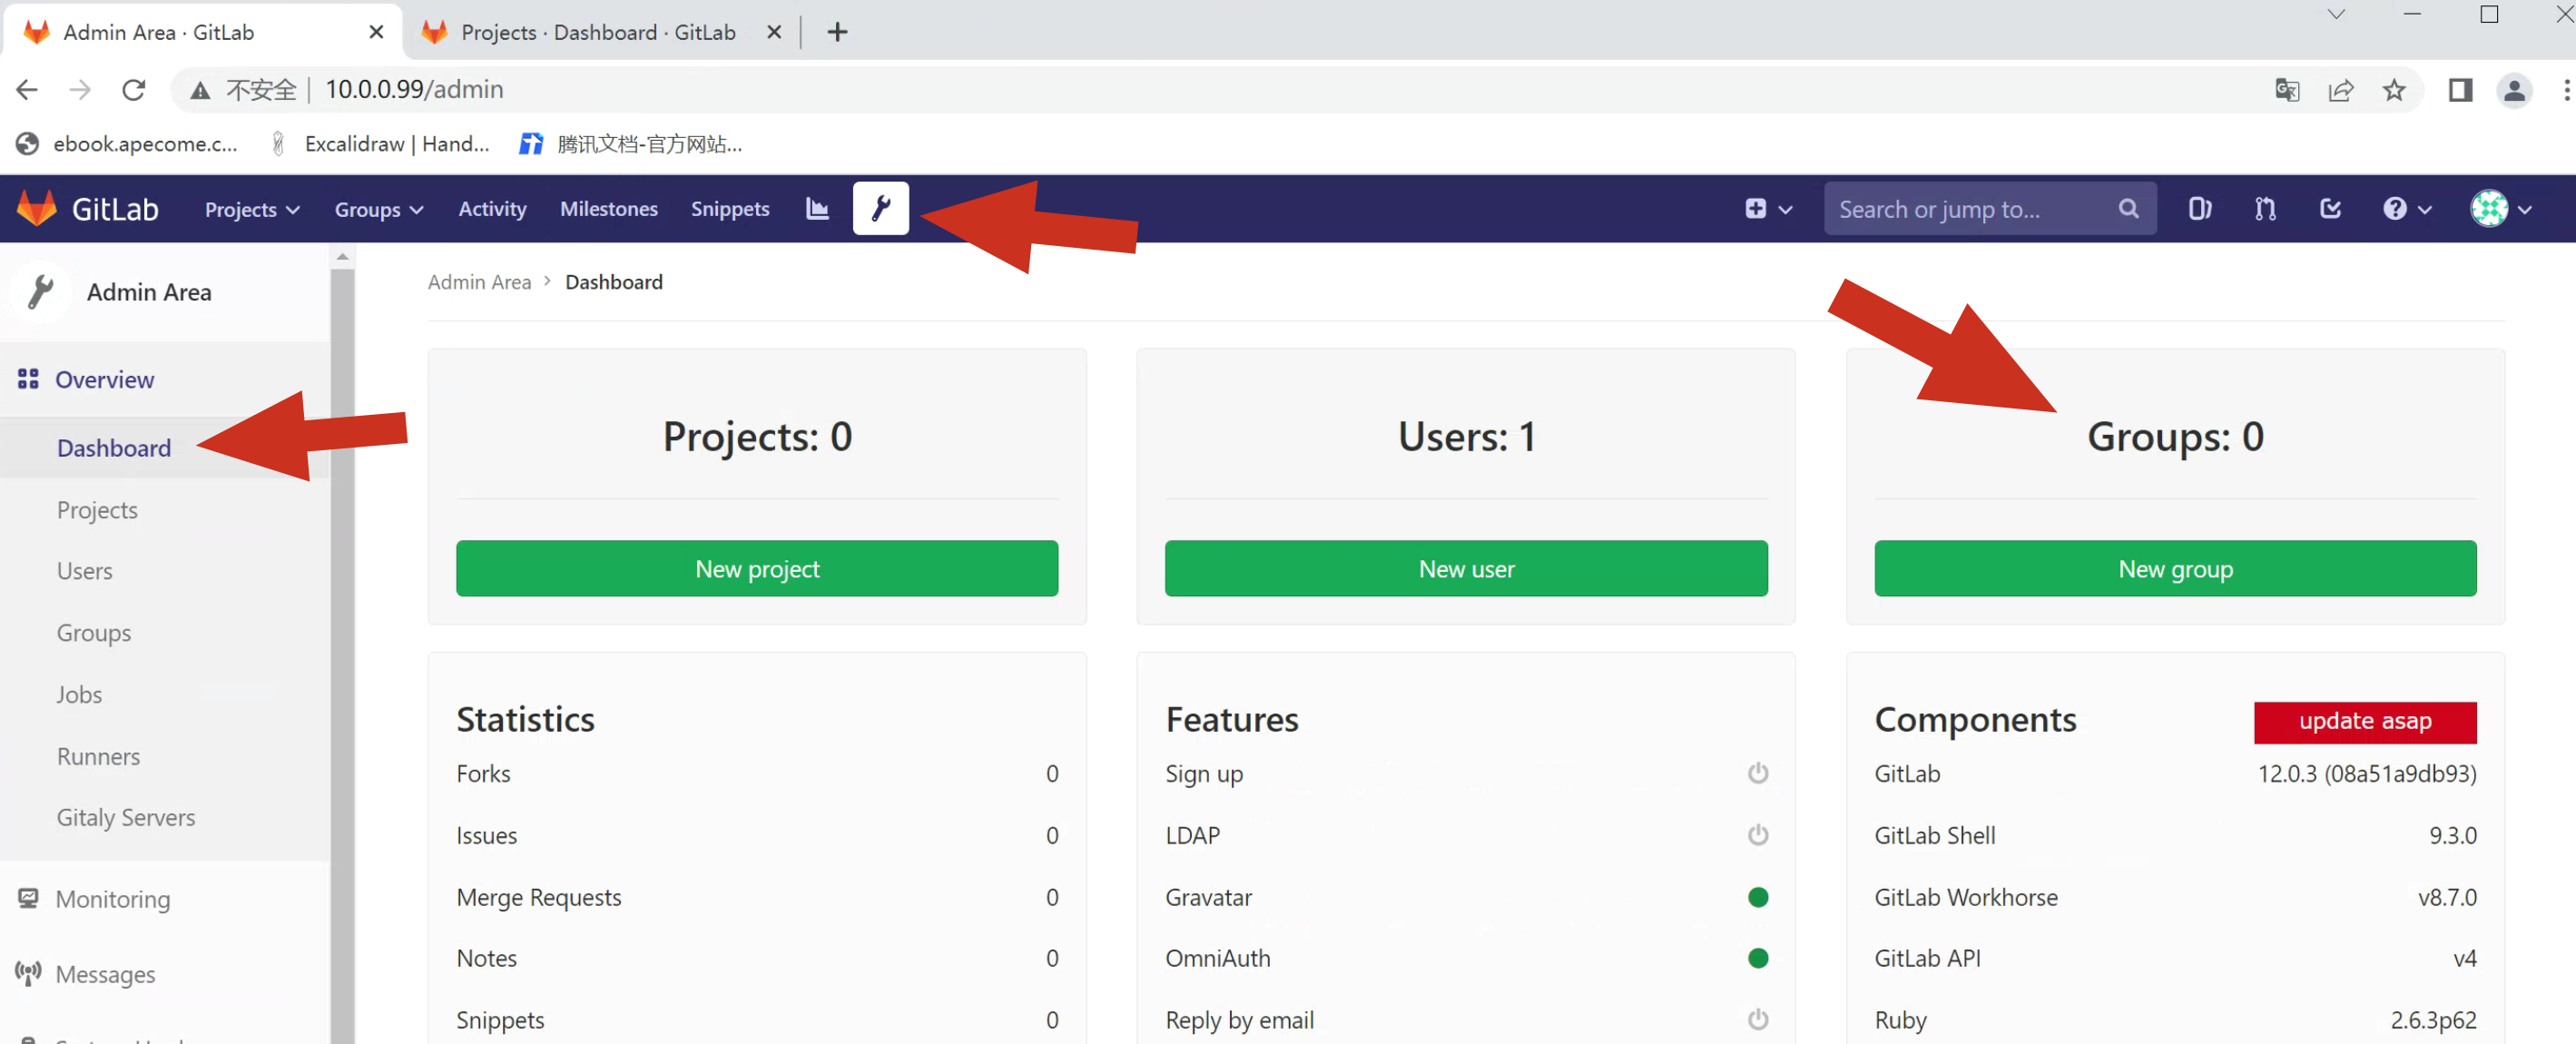 Admin Area · GitLab
Projects · Dashboard · GitLab
不安全 | 10.0.0.99/admin
ebook.apecome.c...
Excalidraw | Hand...
腾讯文档-官方网站...
GitLab
Projects
Groups
Activity
Milestones
Snippets
Search or jump to...
Admin Area
Admin Area > Dashboard
Overview
Dashboard
Projects
Users
Groups
Jobs
Runners
Gitaly Servers
Monitoring
Messages
Projects: 0
New project
Users: 1
New user
Groups: 0
New group
Statistics
Forks 0
Issues 0
Merge Requests 0
Notes 0
Snippets 0
Features
Sign up
LDAP
Gravatar
OmniAuth
Reply by email
Components
update asap
GitLab 12.0.3 (08a51a9db93)
GitLab Shell 9.3.0
GitLab Workhorse v8.7.0
GitLab API v4
Ruby 2.6.3p62